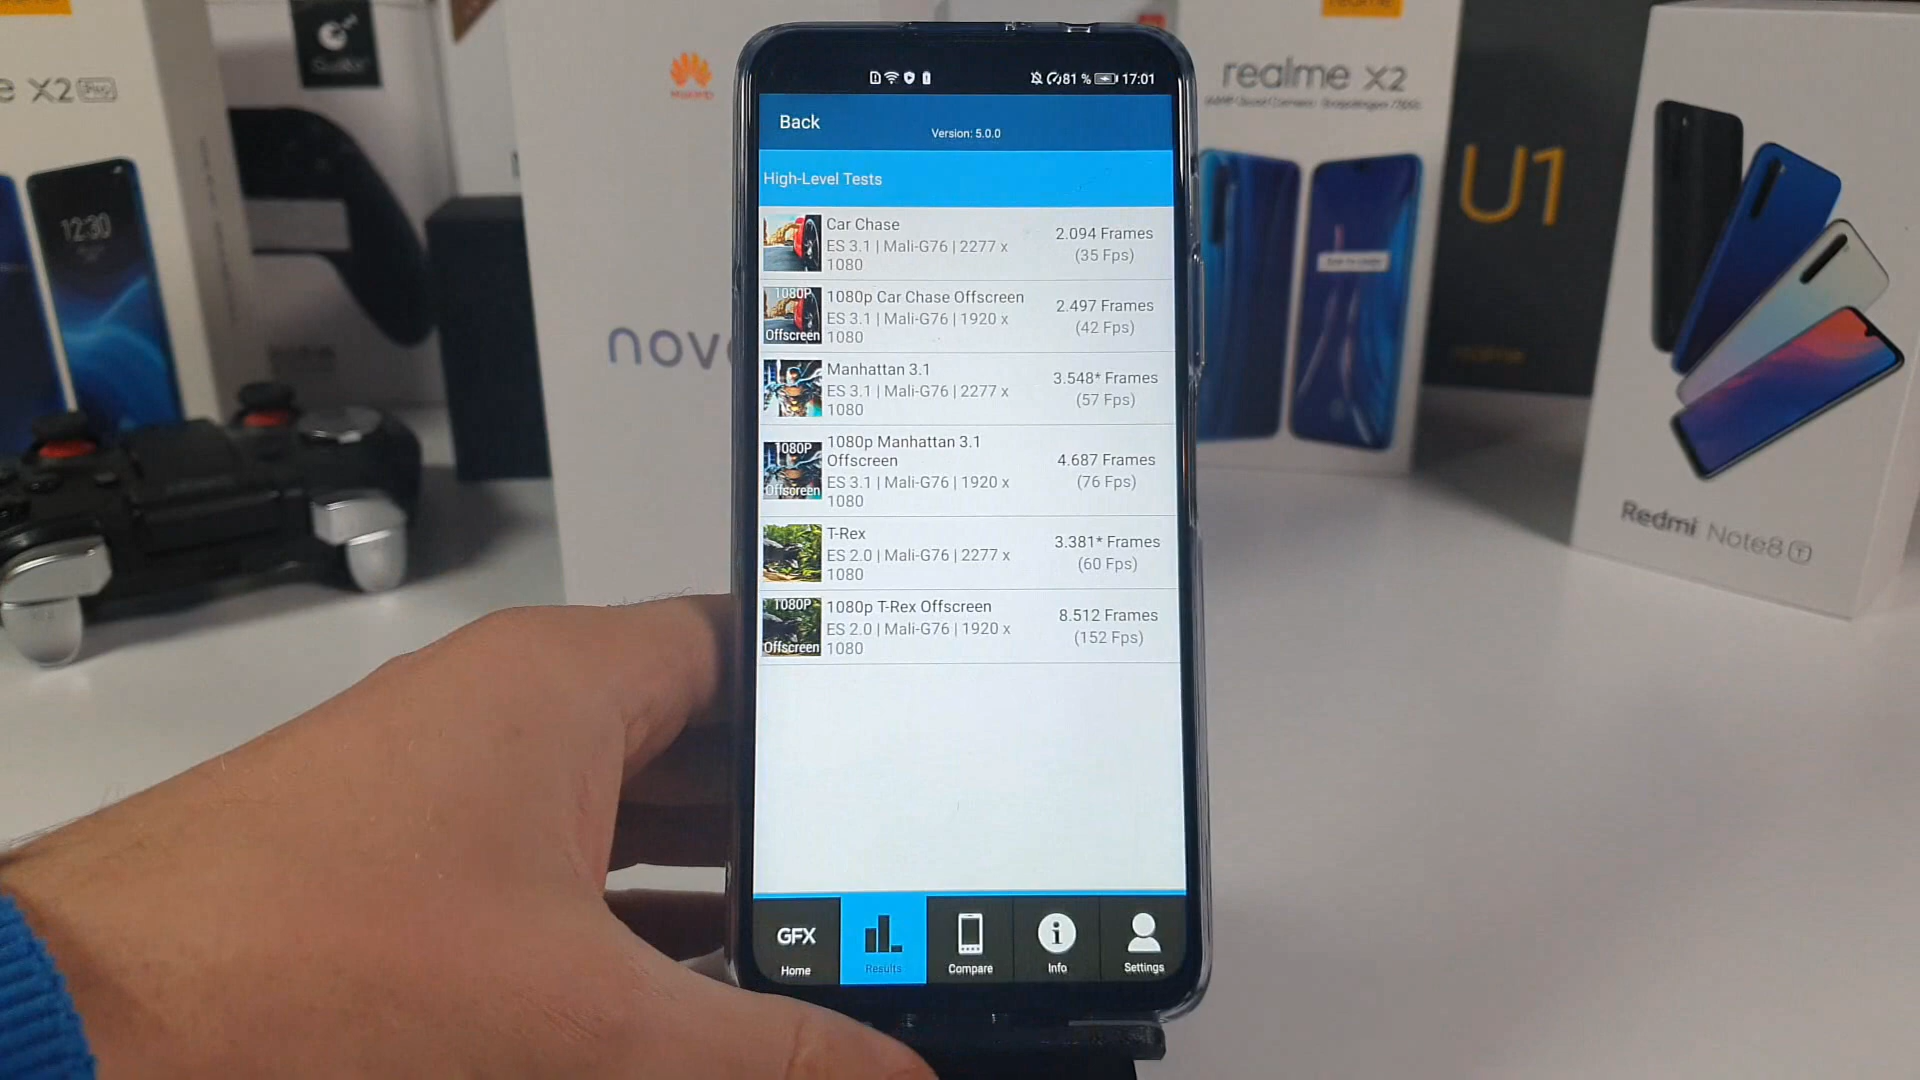 81 % 17:01
Back
Version: 5.0.0
High-Level Tests
Car Chase
ES 3.1 | Mali-G76 | 2277 x
1080
2.094 Frames
(35 Fps)
1080P
Offscreen
1080p Car Chase Offscreen
ES 3.1 | Mali-G76 | 1920 x
1080
2.497 Frames
(42 Fps)
Manhattan 3.1
ES 3.1 | Mali-G76 | 2277 x
1080
3.548* Frames
(57 Fps)
1080P
Offscreen
1080p Manhattan 3.1
Offscreen
ES 3.1 | Mali-G76 | 1920 x
1080
4.687 Frames
(76 Fps)
T-Rex
ES 2.0 | Mali-G76 | 2277 x
1080
3.381* Frames
(60 Fps)
1080P
Offscreen
1080p T-Rex Offscreen
ES 2.0 | Mali-G76 | 1920 x
1080
8.512 Frames
(152 Fps)
GFX
Home
Results
Compare
Info
Settings
e X2 PRO
12:30
HUAWEI
nov
realme X2
U1
realme
Redmi Note8 T